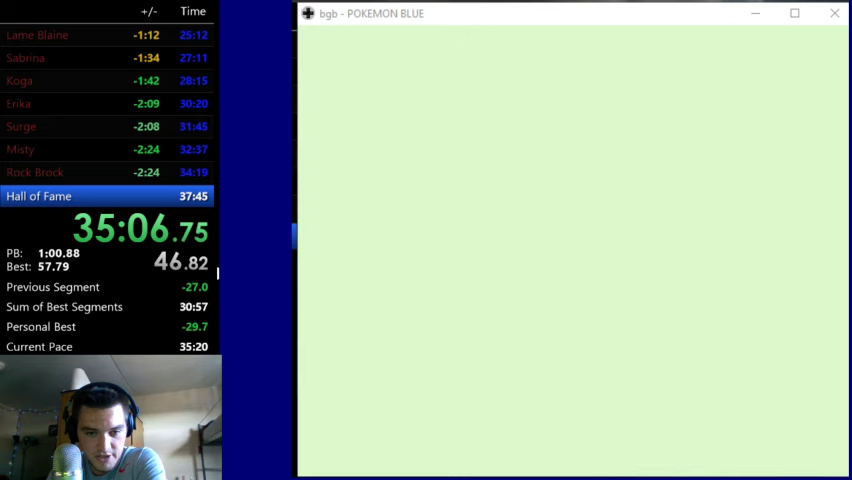 +/- Time
Lame Blaine -1:12 25:12
Sabrina -1:34 27:11
Koga -1:42 28:15
Erika -2:09 30:20
Surge -2:08 31:45
Misty -2:24 32:37
Rock Brock -2:24 34:19
Hall of Fame 37:45
35:06.75
PB: 1:00.88
Best: 57.79
46.82
Previous Segment -27.0
Sum of Best Segments 30:57
Personal Best -29.7
Current Pace 35:20
bgb - POKEMON BLUE